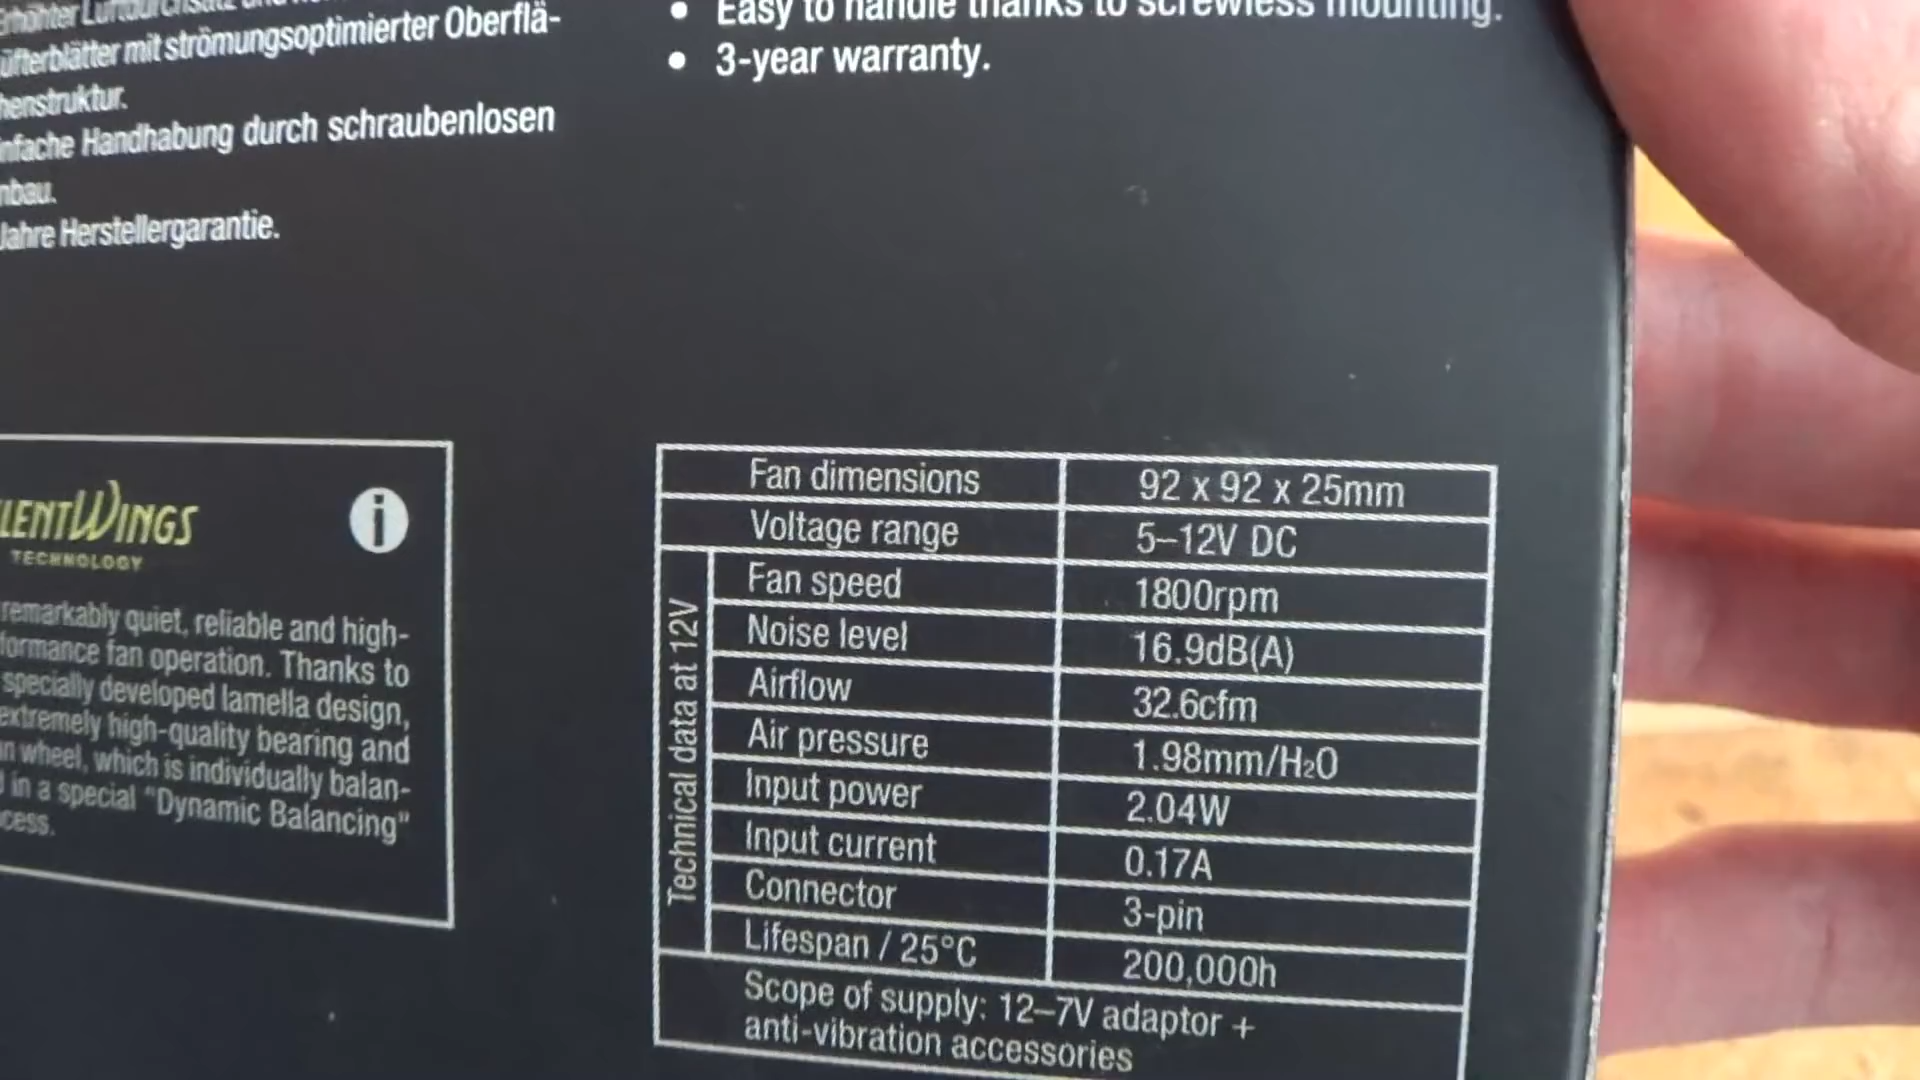 Erhöhter Luftdurchsatz und
Lüfterblätter mit strömungsoptimierter Oberflä-
henstruktur.
infache Handhabung durch schraubenlosen
nbau.
Jahre Herstellergarantie.
• Easy to handle thanks to screwless mounting.
• 3-year warranty.
LENTWINGS
TECHNOLOGY
i
remarkably quiet, reliable and high-
formance fan operation. Thanks to
specially developed lamella design,
extremely high-quality bearing and
n wheel, which is individually balan-
in a special "Dynamic Balancing"
cess.
Fan dimensions 92 x 92 x 25mm
Voltage range 5–12V DC
Technical data at 12V
Fan speed 1800rpm
Noise level 16.9dB(A)
Airflow 32.6cfm
Air pressure 1.98mm/H₂O
Input power 2.04W
Input current 0.17A
Connector 3-pin
Lifespan / 25°C 200,000h
Scope of supply: 12–7V adaptor +
anti-vibration accessories